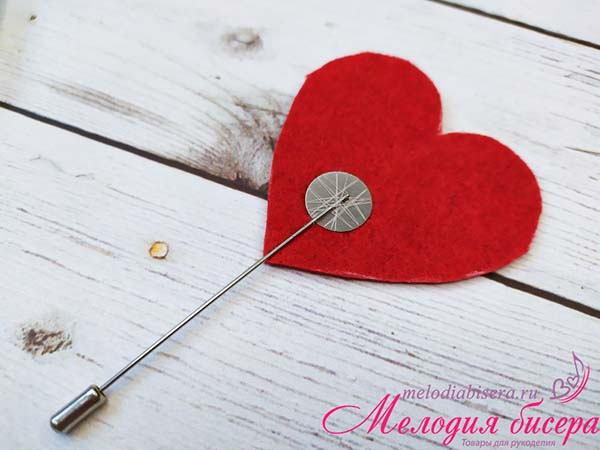 melodiabisera.ru
Мелодия бисера
Товары для рукоделия